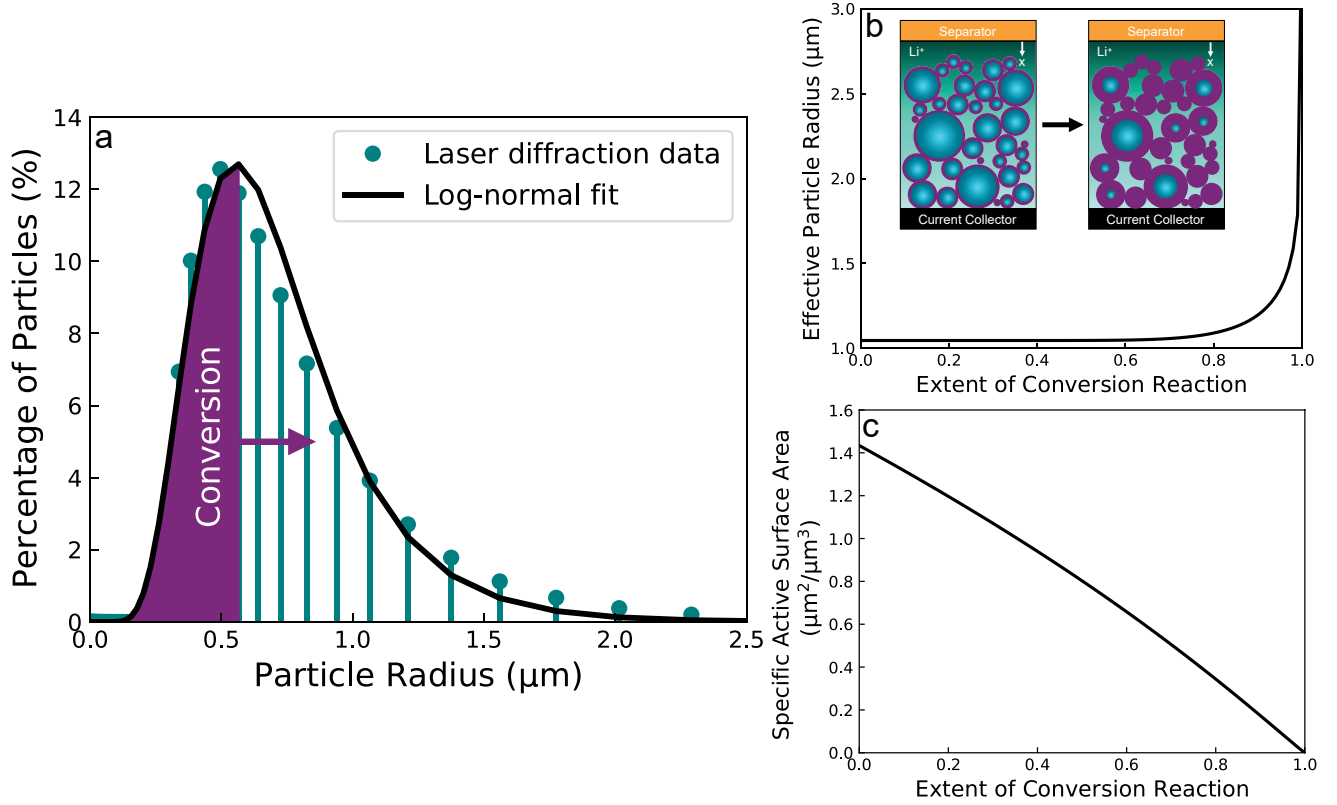 a
Laser diffraction data
Log-normal fit
Conversion
Percentage of Particles (%)
14
12
10
8
6
4
2
0
0.0
0.5
1.0
1.5
2.0
2.5
Particle Radius (μm)
b
Separator
Li⁺
x
Current Collector
Separator
Li⁺
x
Current Collector
Effective Particle Radius (μm)
3.0
2.5
2.0
1.5
1.0
0.0
0.2
0.4
0.6
0.8
1.0
Extent of Conversion Reaction
c
Specific Active Surface Area
(μm²/μm³)
1.6
1.4
1.2
1.0
0.8
0.6
0.4
0.2
0.0
0.0
0.2
0.4
0.6
0.8
1.0
Extent of Conversion Reaction